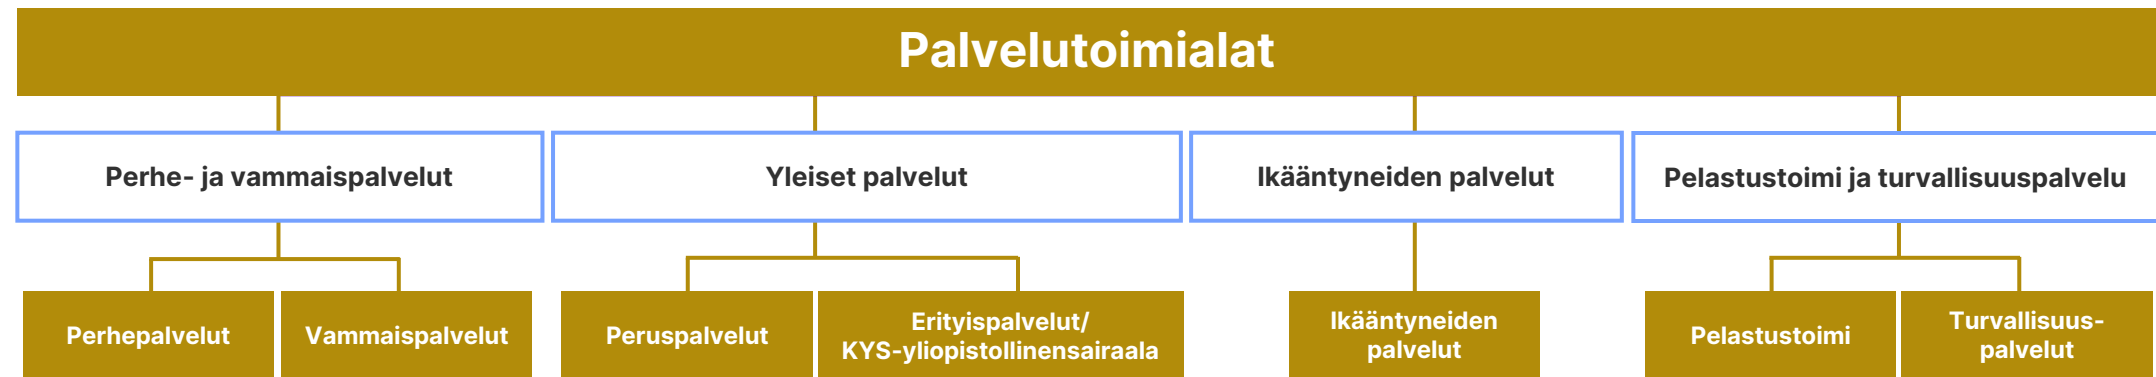 Palvelutoimialat
Perhe- ja vammaispalvelut
Yleiset palvelut
Ikääntyneiden palvelut
Pelastustoimi ja turvallisuuspalvelu
Perhepalvelut
Vammaispalvelut
Peruspalvelut
Erityispalvelut/
KYS-yliopistollinensairaala
Ikääntyneiden
palvelut
Pelastustoimi
Turvallisuus-
palvelut